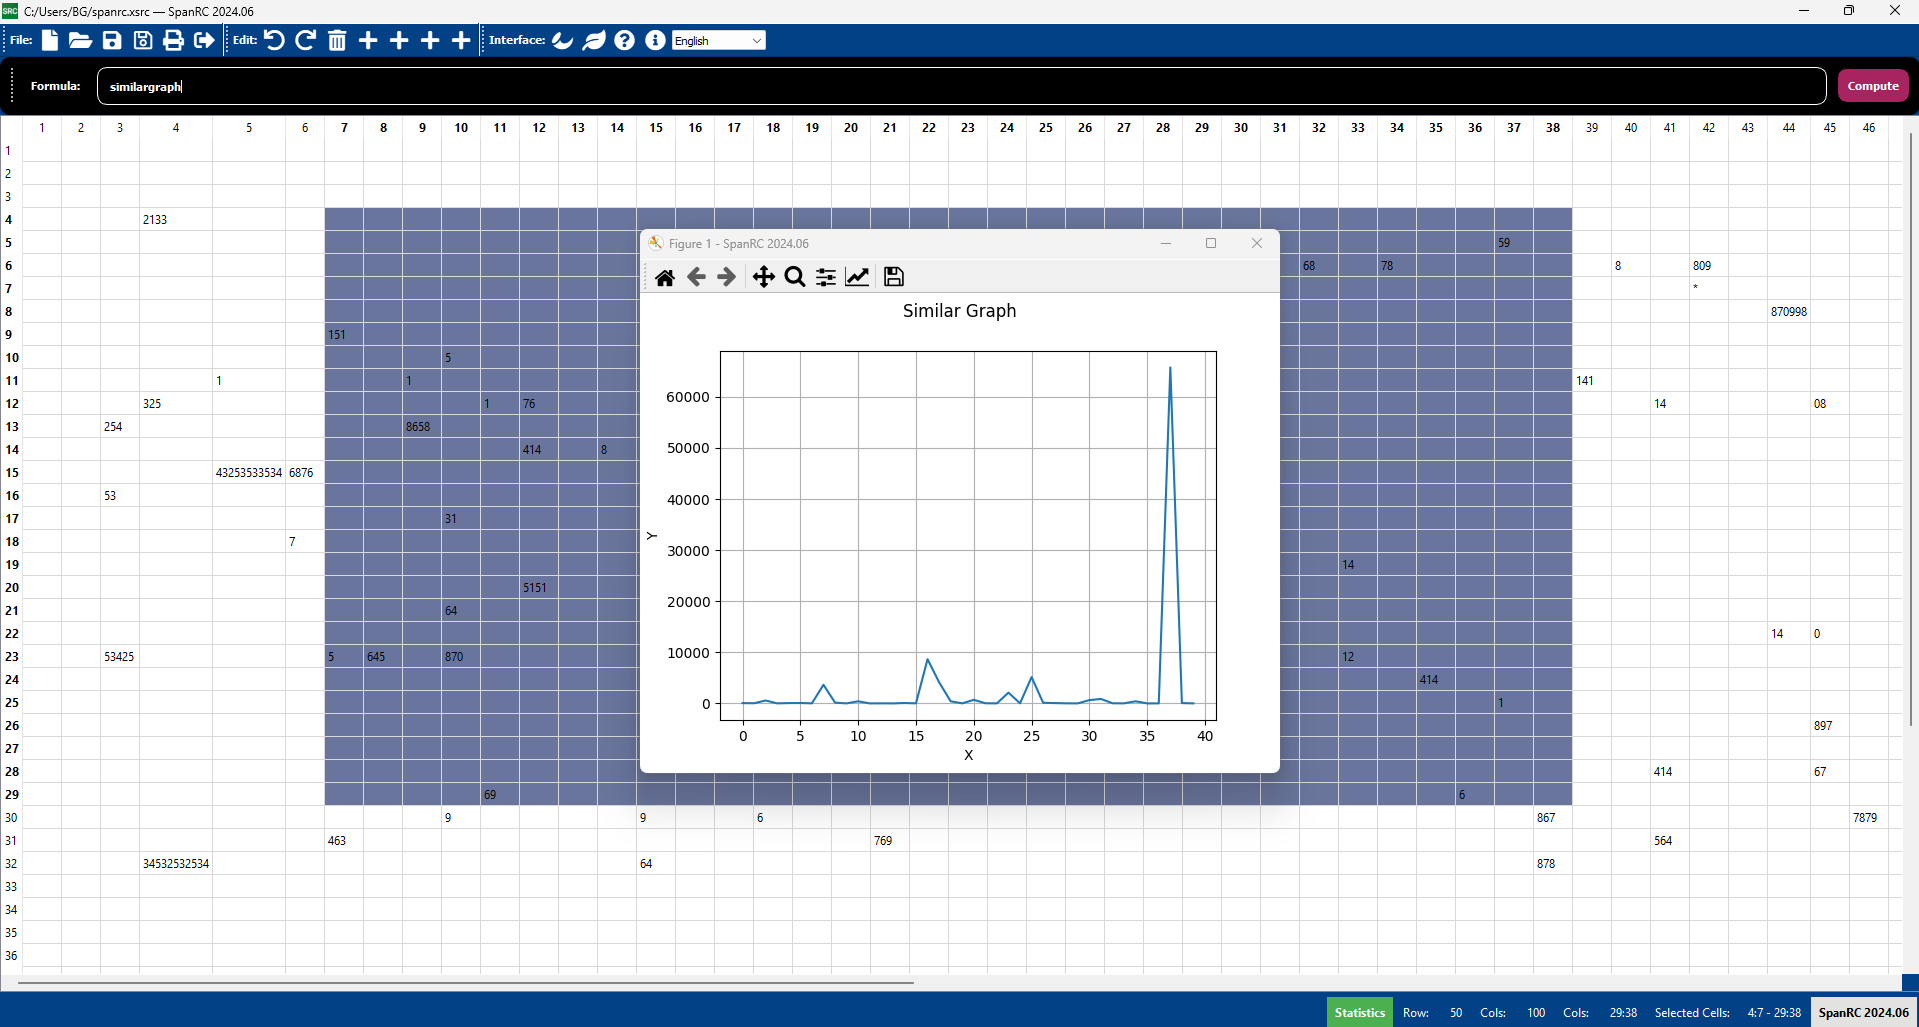 SRC C:/Users/BG/spanrc.xsrc — SpanRC 2024.06
File: Edit: Interface: English
Formula: similargraph Compute
1 2 3 4 5 6 7 8 9 10 11 12 13 14 15 16 17 18 19 20 21 22 23 24 25 26 27 28 29 30 31 32 33 34 35 36 37 38 39 40 41 42 43 44 45 46
1
2
3
4 2133
5 59
6 68 78 8 809
7 *
8 870998
9 151
10 5
11 1 1 141
12 325 1 76 14 08
13 254 8658
14 414 8
15 43253533534 6876
16 53
17 31
18 7
19 14
20 5151
21 64
22 14 0
23 53425 5 645 870 12
24 414
25 1
26 897
27
28 414 67
29 69 6
30 9 9 6 867 7879
31 463 769 564
32 34532532534 64 878
33
34
35
36
Figure 1 - SpanRC 2024.06
Similar Graph
60000
50000
40000
30000
20000
10000
0
Y
0 5 10 15 20 25 30 35 40
X
Statistics Row: 50 Cols: 100 Cols: 29:38 Selected Cells: 4:7 - 29:38 SpanRC 2024.06